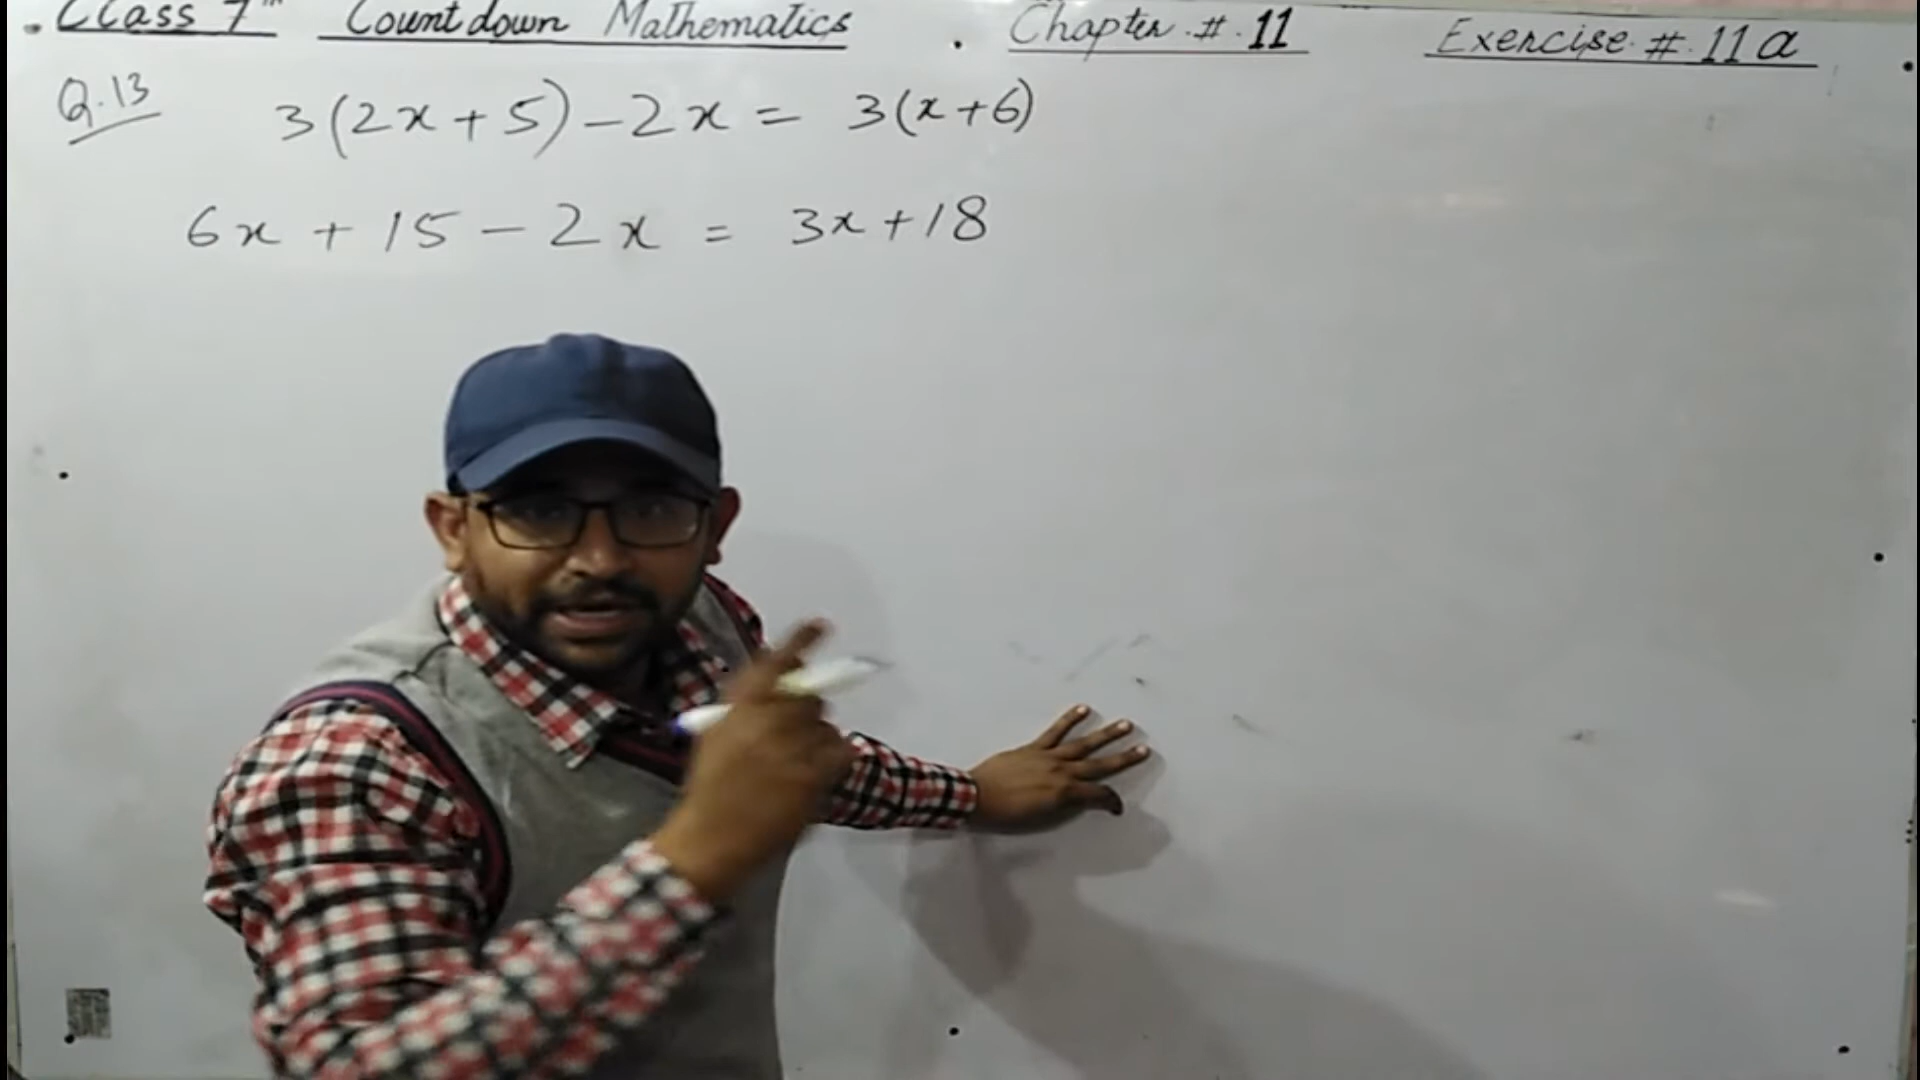 . Class 7th Countdown Mathematics . Chapter # 11 Exercise # 11a
Q.13 3(2x+5)-2x = 3(x+6)
6x + 15 - 2x = 3x+18